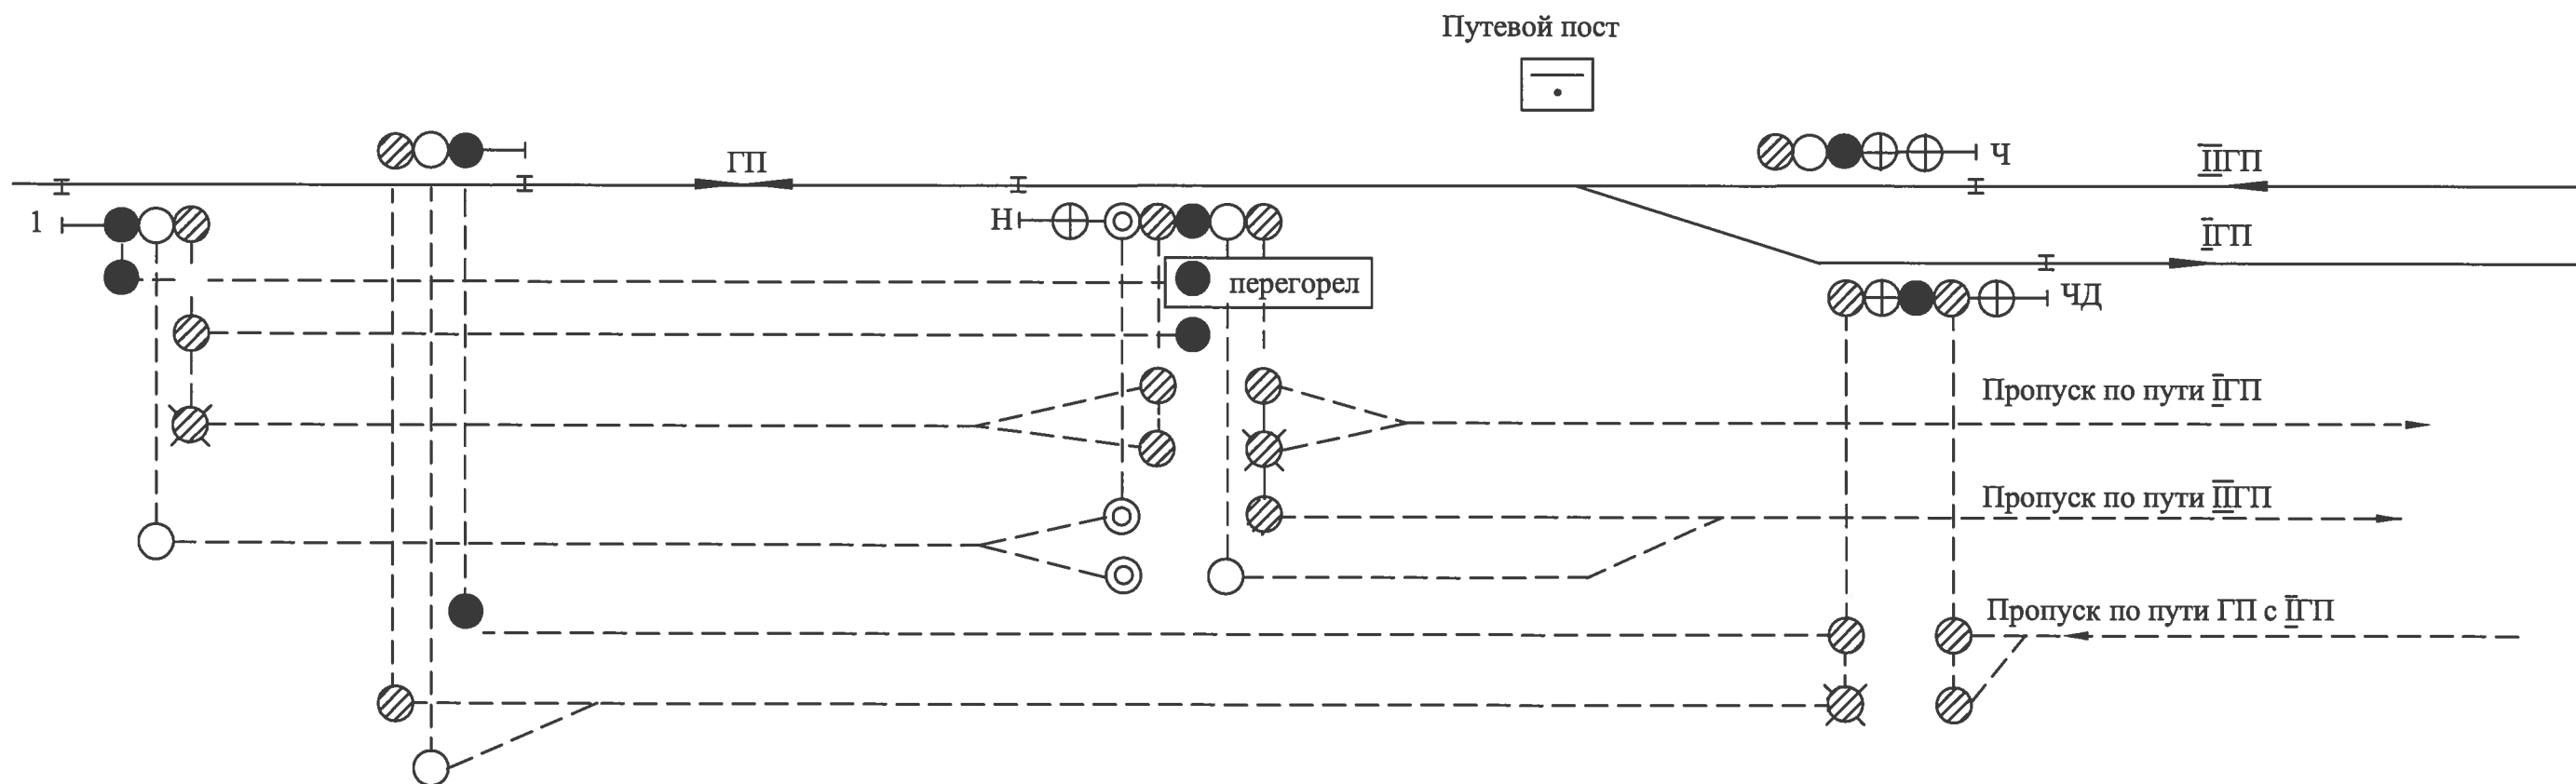 Путевой пост
ГП
Ч
IIГП
1
Н
IГП
перегорел
ЧД
Пропуск по пути IГП
Пропуск по пути IIГП
Пропуск по пути ГП с IГП